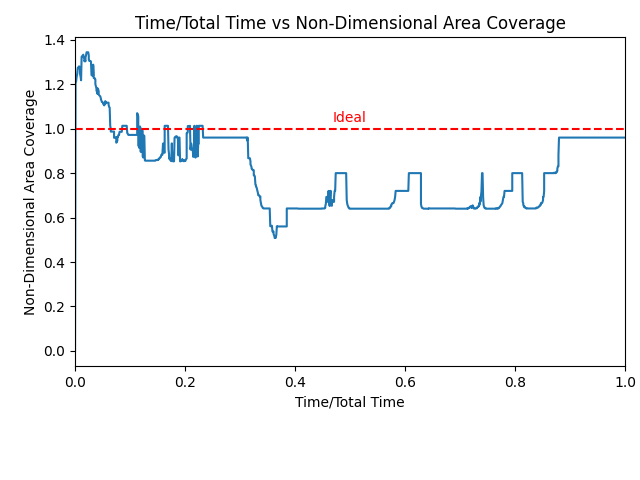 Time/Total Time vs Non-Dimensional Area Coverage
Non-Dimensional Area Coverage
1.4
1.2
1.0
0.8
0.6
0.4
0.2
0.0
Ideal
0.0 0.2 0.4 0.6 0.8 1.0
Time/Total Time